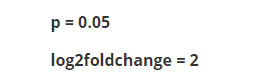 p = 0.05
log2foldchange = 2